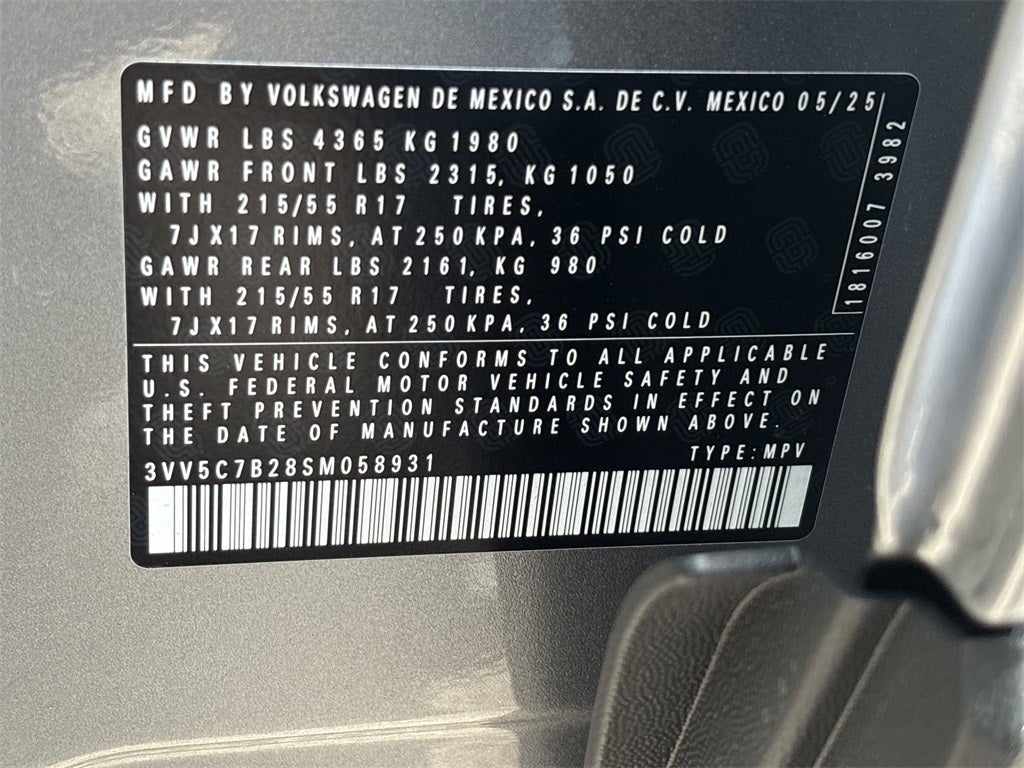 MFD BY VOLKSWAGEN DE MEXICO S.A. DE C.V. MEXICO 05/25
GVWR LBS 4365 KG 1980
GAWR FRONT LBS 2315, KG 1050
WITH 215/55 R17 TIRES,
7JX17 RIMS, AT 250 KPA, 36 PSI COLD
GAWR REAR LBS 2161, KG 980
WITH 215/55 R17 TIRES,
7JX17 RIMS, AT 250 KPA, 36 PSI COLD
1816007 3982
THIS VEHICLE CONFORMS TO ALL APPLICABLE
U.S. FEDERAL MOTOR VEHICLE SAFETY AND
THEFT PREVENTION STANDARDS IN EFFECT ON
THE DATE OF MANUFACTURE SHOWN ABOVE.
3VV5C7B28SM058931 TYPE: MPV